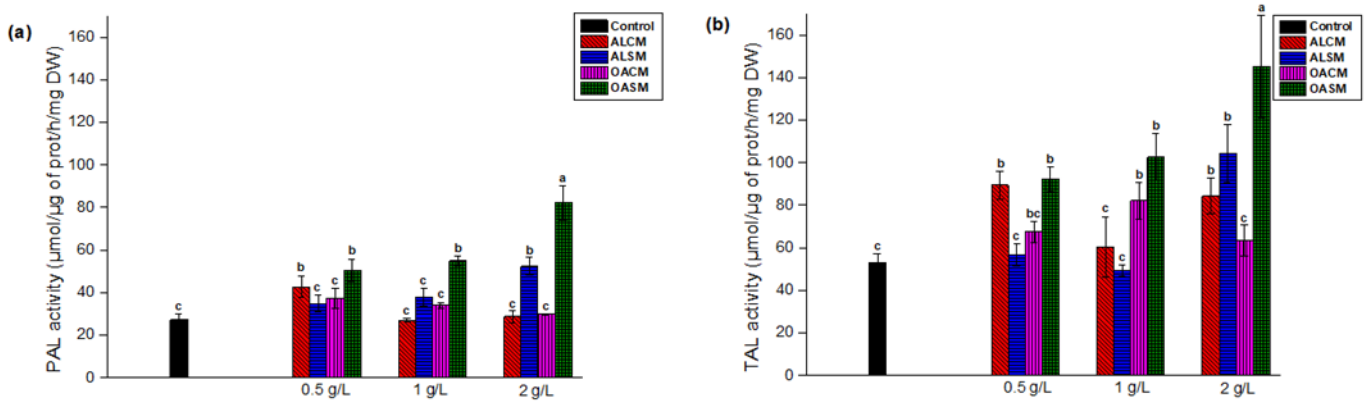 (a)
PAL activity (µmol/µg of prot/h/mg DW)
160
140
120
100
80
60
40
20
0
Control
ALCM
ALSM
OACM
OASM
c
b
c
c
b
c
c
c
b
c
b
c
a
0.5 g/L
1 g/L
2 g/L
(b)
TAL activity (µmol/µg of prot/h/mg DW)
160
140
120
100
80
60
40
20
0
Control
ALCM
ALSM
OACM
OASM
c
b
c
bc
b
c
c
b
b
b
b
c
a
0.5 g/L
1 g/L
2 g/L